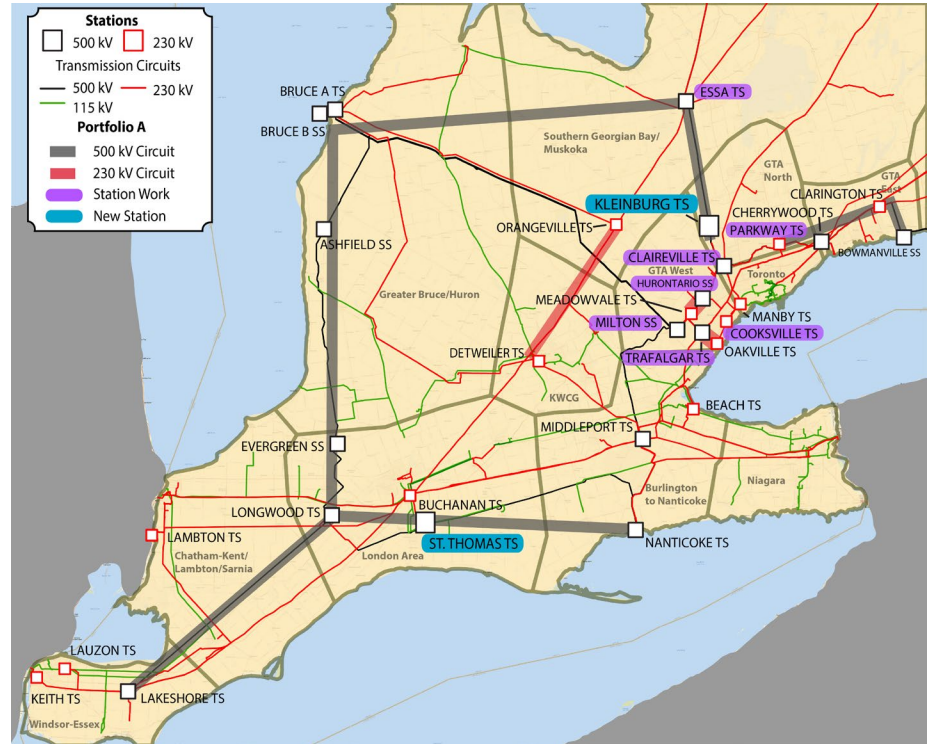 Stations
500 kV
230 kV
Transmission Circuits
500 kV
230 kV
115 kV
Portfolio A
500 kV Circuit
230 kV Circuit
Station Work
New Station
BRUCE A TS
BRUCE B SS
ESSA TS
Southern Georgian Bay/
Muskoka
GTA
North
GTA
East
KLEINBURG TS
CLARINGTON TS
CHERRYWOOD TS
PARKWAY TS
ORANGEVILLE TS
ASHFIELD SS
BOWMANVILLE SS
CLAIREVILLE TS
GTA West
Toronto
HURONTARIO SS
Greater Bruce/Huron
MEADOWVALE TS
MANBY TS
MILTON SS
COOKSVILLE TS
DETWEILER TS
TRAFALGAR TS
OAKVILLE TS
KWCG
BEACH TS
MIDDLEPORT TS
EVERGREEN SS
Niagara
Burlington
to Nanticoke
BUCHANAN TS
LONGWOOD TS
LAMBTON TS
ST. THOMAS TS
NANTICOKE TS
Chatham-Kent/
Lambton/Sarnia
London Area
LAUZON TS
KEITH TS
LAKESHORE TS
Windsor-Essex